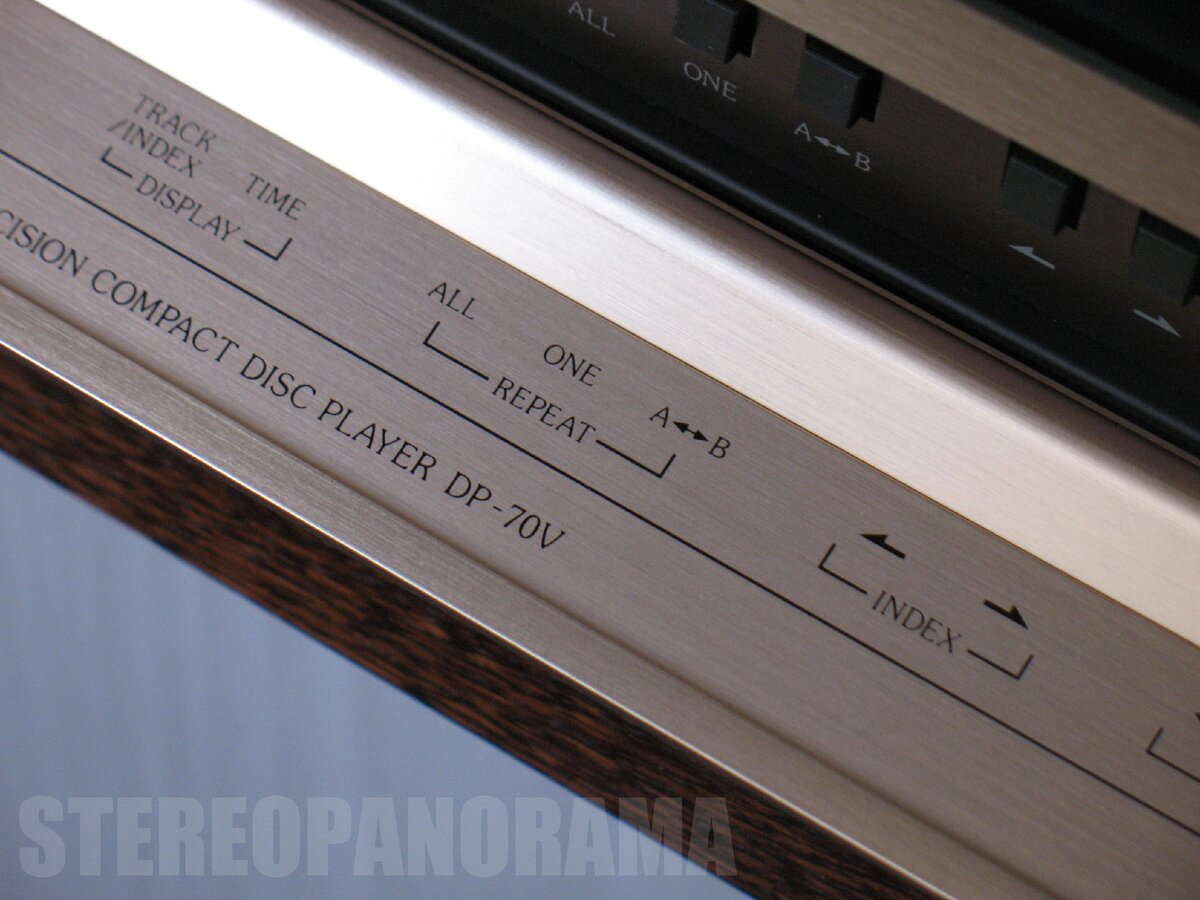 ALL
ONE
A↔B
↼
⇀
TRACK
/INDEX
TIME
DISPLAY
ALL
ONE
A↔B
REPEAT
↼
⇀
INDEX
CISION COMPACT DISC PLAYER DP-70V
STEREOPANORAMA